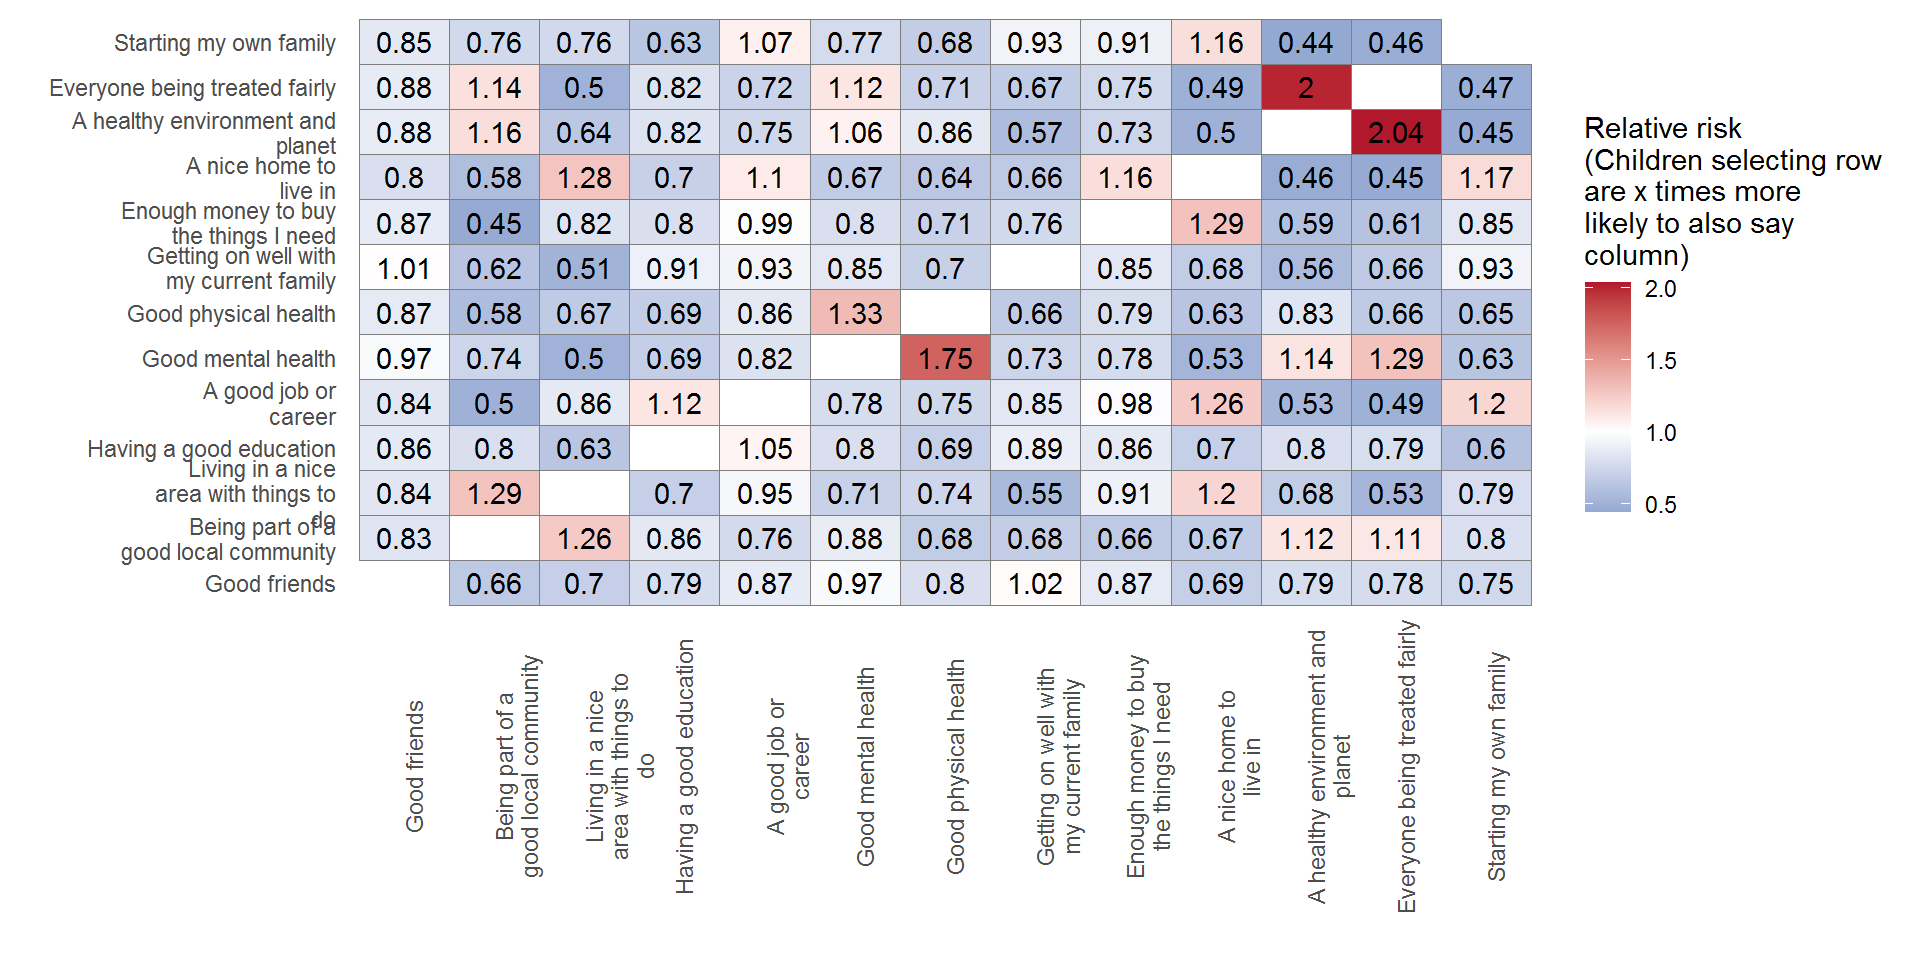 Starting my own family 0.85 0.76 0.76 0.63 1.07 0.77 0.68 0.93 0.91 1.16 0.44 0.46
Everyone being treated fairly 0.88 1.14 0.5 0.82 0.72 1.12 0.71 0.67 0.75 0.49 2 0.47
A healthy environment and
planet 0.88 1.16 0.64 0.82 0.75 1.06 0.86 0.57 0.73 0.5 2.04 0.45
A nice home to
live in 0.8 0.58 1.28 0.7 1.1 0.67 0.64 0.66 1.16 0.46 0.45 1.17
Enough money to buy
the things I need 0.87 0.45 0.82 0.8 0.99 0.8 0.71 0.76 1.29 0.59 0.61 0.85
Getting on well with
my current family 1.01 0.62 0.51 0.91 0.93 0.85 0.7 0.85 0.68 0.56 0.66 0.93
Good physical health 0.87 0.58 0.67 0.69 0.86 1.33 0.66 0.79 0.63 0.83 0.66 0.65
Good mental health 0.97 0.74 0.5 0.69 0.82 1.75 0.73 0.78 0.53 1.14 1.29 0.63
A good job or
career 0.84 0.5 0.86 1.12 0.78 0.75 0.85 0.98 1.26 0.53 0.49 1.2
Having a good education 0.86 0.8 0.63 1.05 0.8 0.69 0.89 0.86 0.7 0.8 0.79 0.6
Living in a nice
area with things to
do 0.84 1.29 0.7 0.95 0.71 0.74 0.55 0.91 1.2 0.68 0.53 0.79
Being part of a
good local community 0.83 1.26 0.86 0.76 0.88 0.68 0.68 0.66 0.67 1.12 1.11 0.8
Good friends 0.66 0.7 0.79 0.87 0.97 0.8 1.02 0.87 0.69 0.79 0.78 0.75
Good friends
Being part of a
good local community
Living in a nice
area with things to
do
Having a good education
A good job or
career
Good mental health
Good physical health
Getting on well with
my current family
Enough money to buy
the things I need
A nice home to
live in
A healthy environment and
planet
Everyone being treated fairly
Starting my own family
Relative risk
(Children selecting row
are x times more
likely to also say
column)
2.0
1.5
1.0
0.5